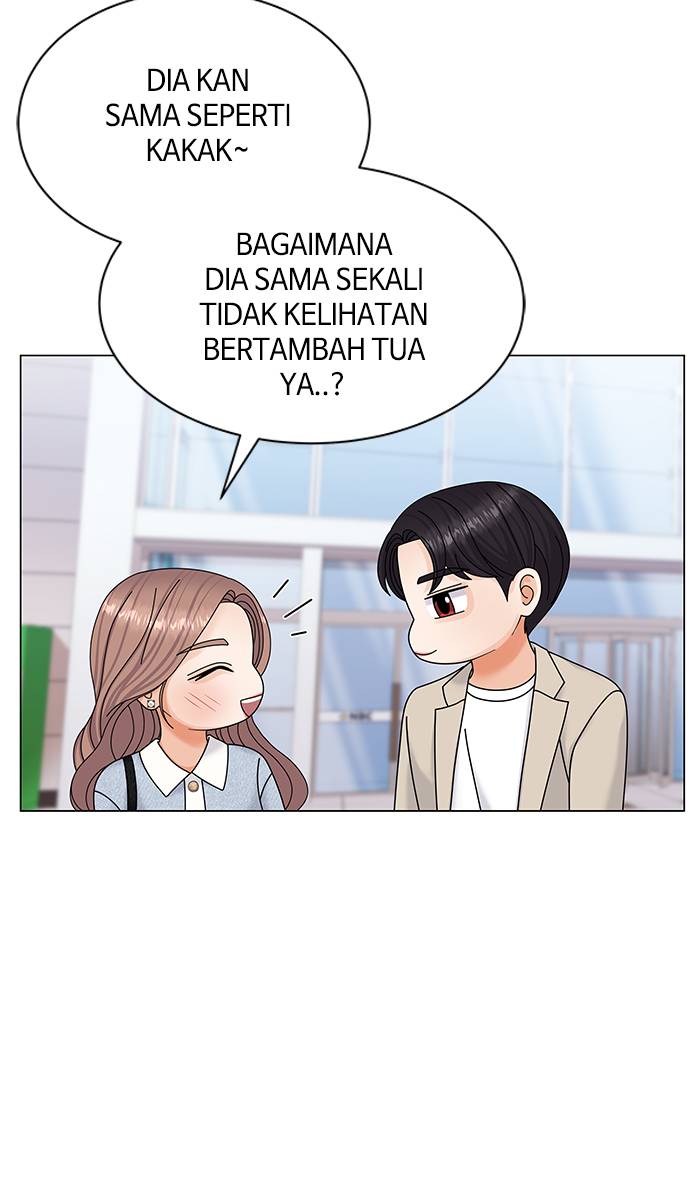 DIA KAN
SAMA SEPERTI
KAKAK~
BAGAIMANA
DIA SAMA SEKALI
TIDAK KELIHATAN
BERTAMBAH TUA
YA..?